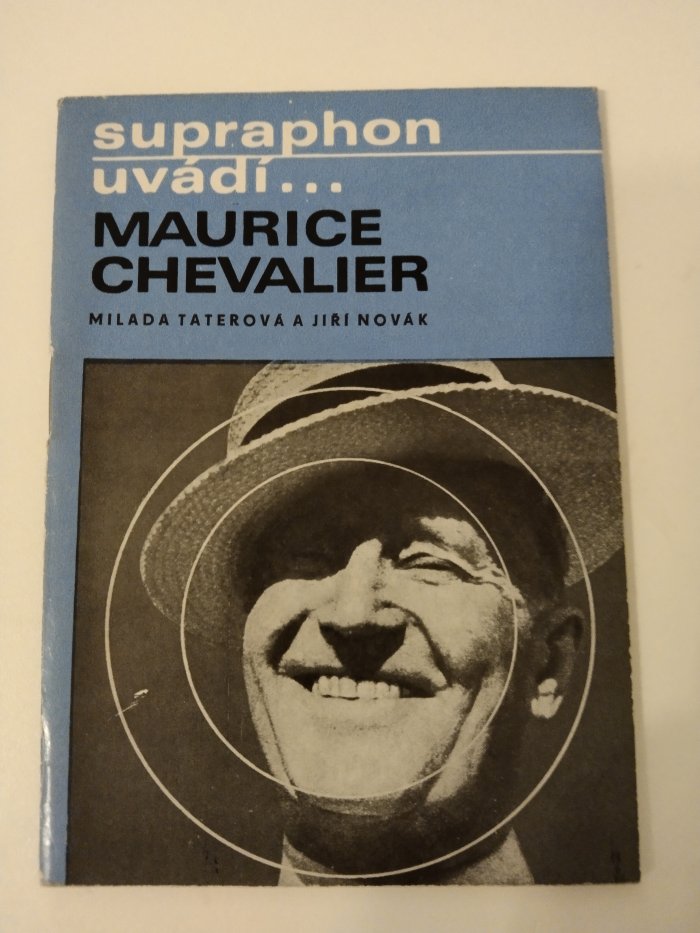 supraphon
uvádí...
MAURICE
CHEVALIER
MILADA TATEROVÁ A JIŘÍ NOVÁK